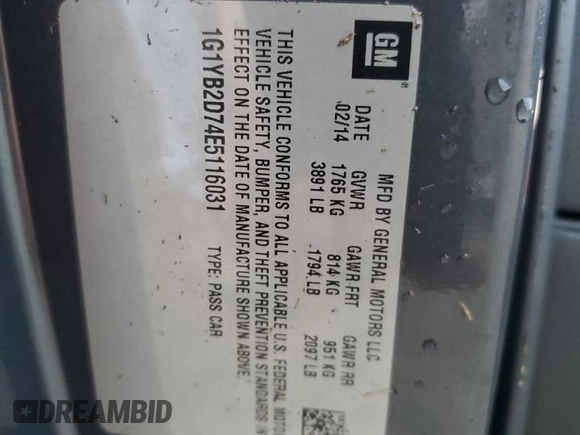 GM
MFD BY GENERAL MOTORS LLC
DATE GVWR GAWR FRT GAWR RR
02/14 1765 KG 814 KG 951 KG
3891 LB 1794 LB 2097 LB
THIS VEHICLE CONFORMS TO ALL APPLICABLE U.S. FEDERAL MOTO
VEHICLE SAFETY, BUMPER, AND THEFT PREVENTION STANDARDS IN
EFFECT ON THE DATE OF MANUFACTURE SHOWN ABOVE.
1G1YB2D74E5116031 TYPE: PASS CAR
DREAMBID